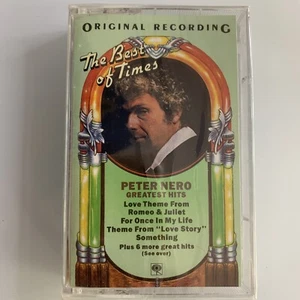 ORIGINAL RECORDING
The Best
of Times
PETER NERO
GREATEST HITS
Love Theme From
Romeo & Juliet
For Once In My Life
Theme From "Love Story"
Something
Plus 6 more great hits
(See over)